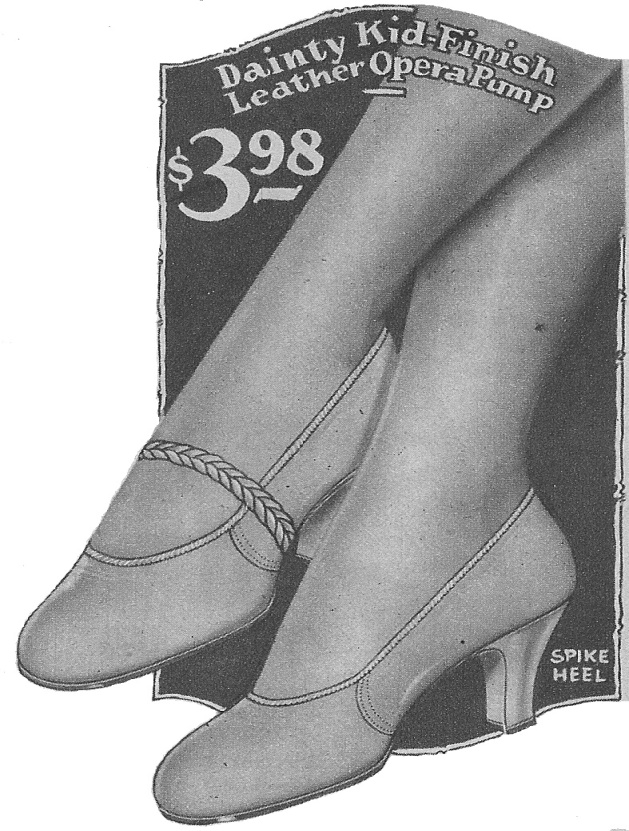 Dainty Kid-Finish
Leather Opera Pump
$3.98
SPIKE
HEEL